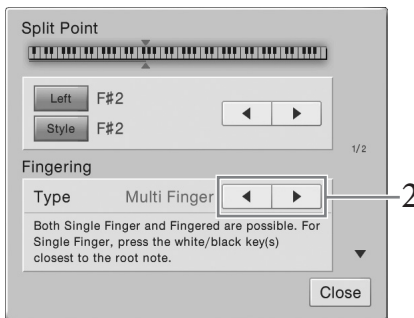 Split Point
Left F#2
Style F#2
1/2
Fingering
Type Multi Finger
2
Both Single Finger and Fingered are possible. For
Single Finger, press the white/black key(s)
closest to the root note.
Close